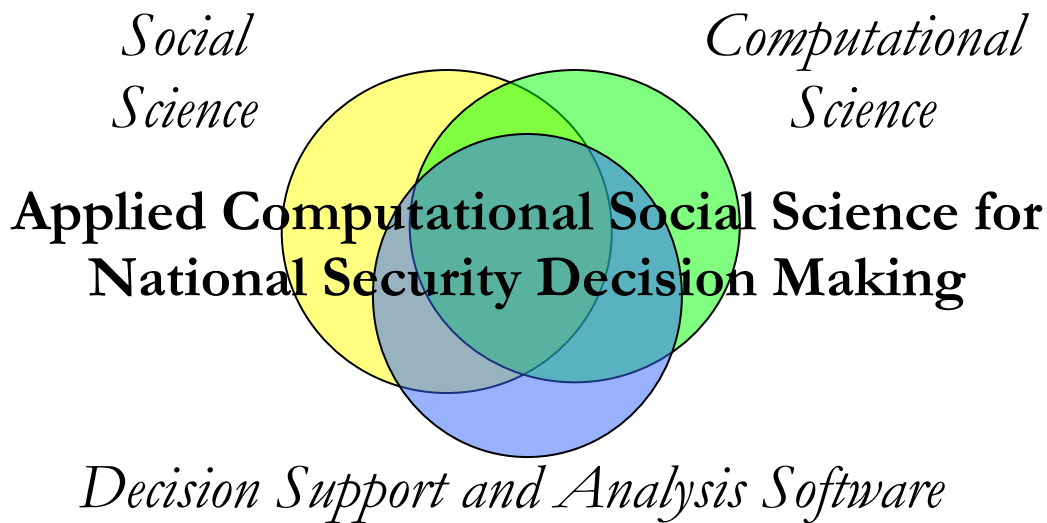 Social
Science
Computational
Science
Applied Computational Social Science for
National Security Decision Making
Decision Support and Analysis Software